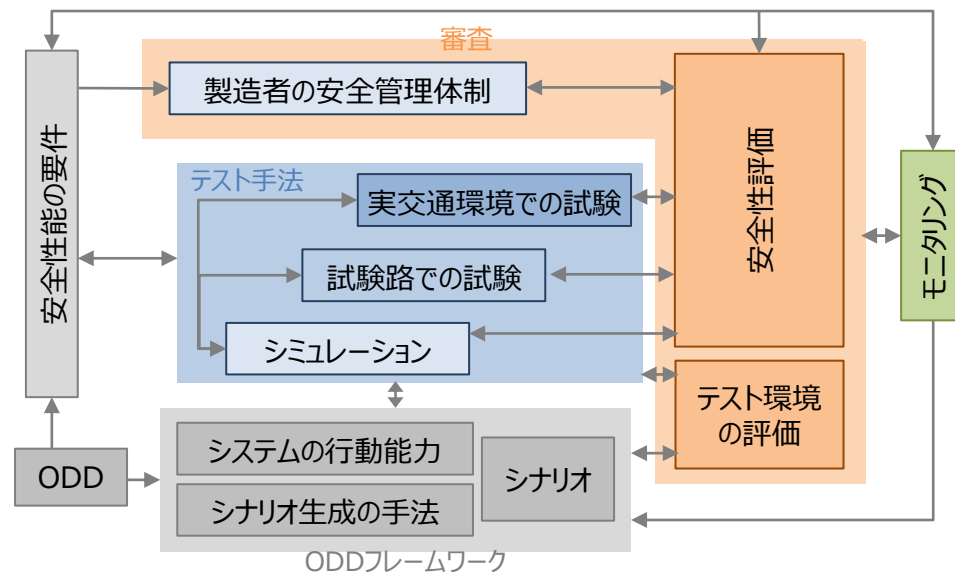 審査
製造者の安全管理体制
安全性能の要件
安全性評価
モニタリング
テスト手法
実交通環境での試験
試験路での試験
シミュレーション
テスト環境
の評価
ODD
システムの行動能力
シナリオ
シナリオ生成の手法
ODDフレームワーク